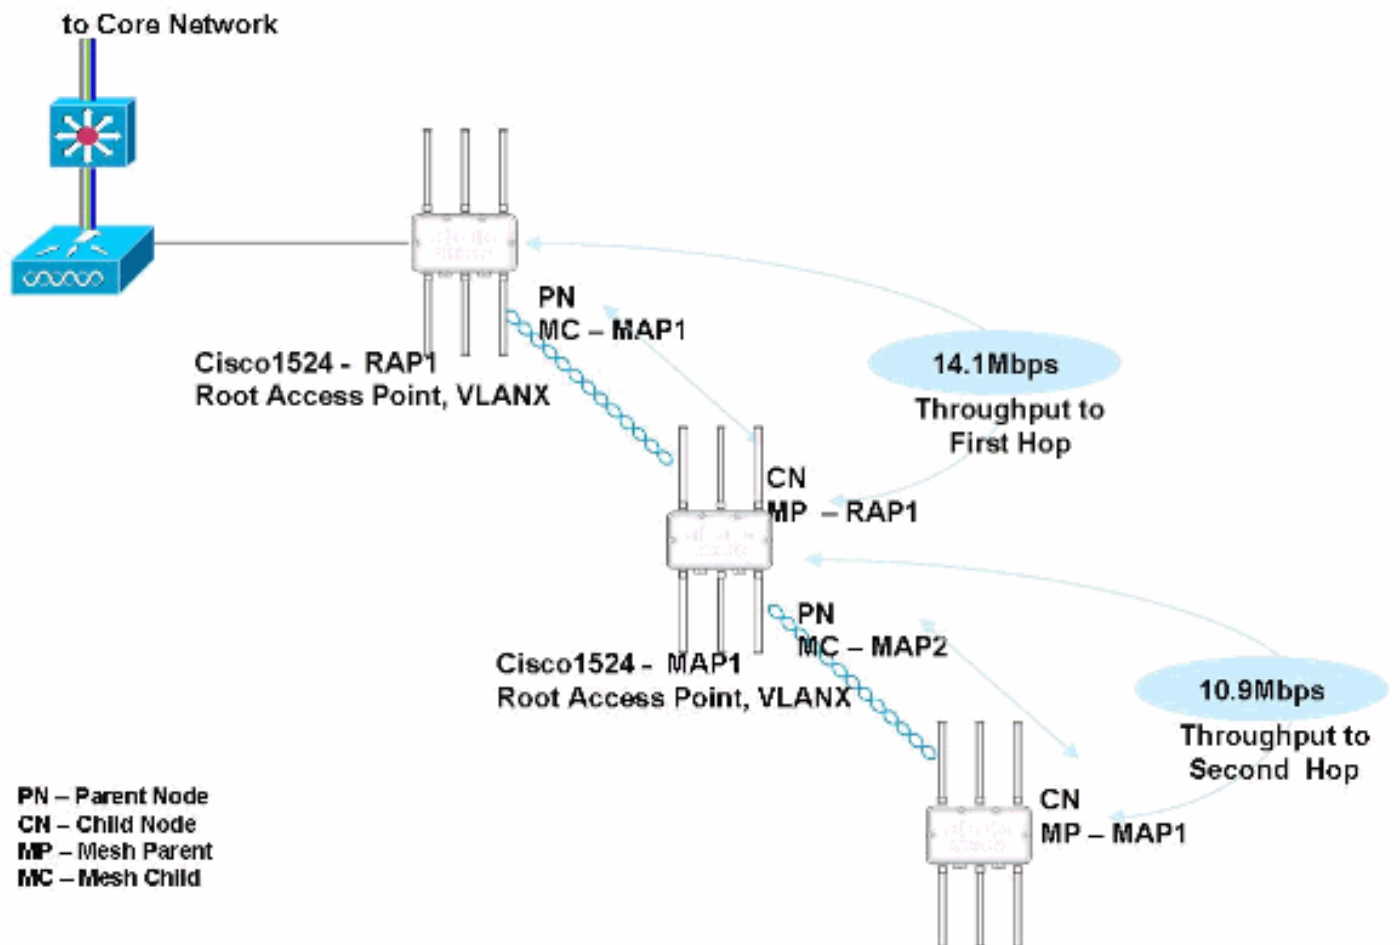 to Core Network
PN
MC – MAP1
Cisco1524 - RAP1
Root Access Point, VLANX
14.1Mbps
Throughput to
First Hop
CN
MP – RAP1
PN
MC – MAP2
Cisco1524 - MAP1
Root Access Point, VLANX
10.9Mbps
Throughput to
Second Hop
CN
MP – MAP1
PN – Parent Node
CN – Child Node
MP – Mesh Parent
MC – Mesh Child